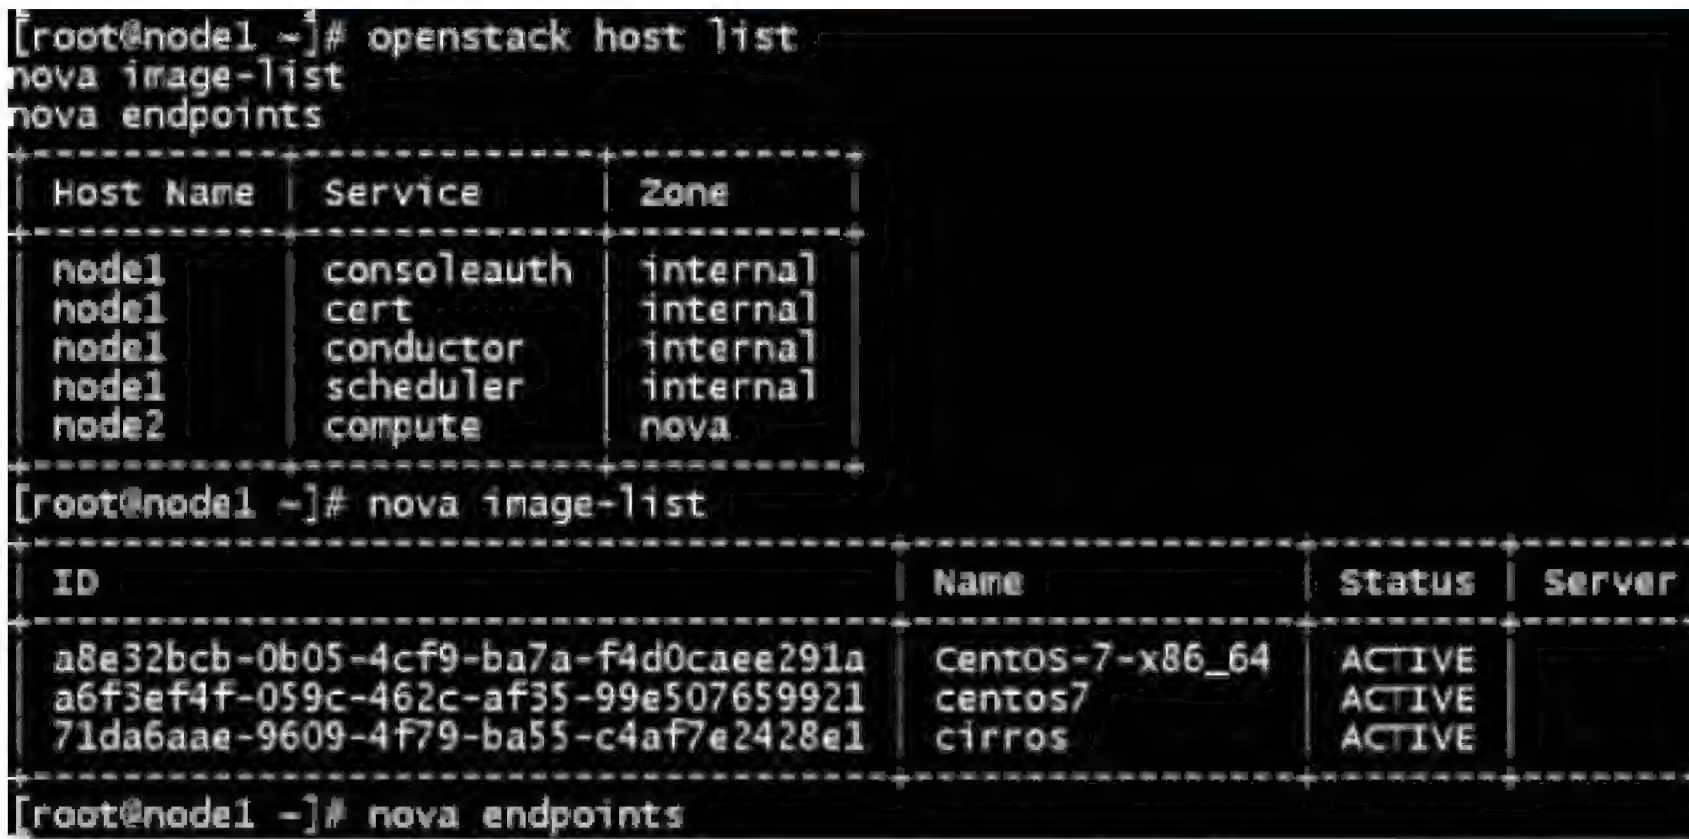 [root@node1 ~]# openstack host list
nova image-list
nova endpoints
+-------------+----------------+------------+
| Host Name | Service | Zone |
+-------------+----------------+------------+
| node1 | consoleauth | internal |
| node1 | cert | internal |
| node1 | conductor | internal |
| node1 | scheduler | internal |
| node2 | compute | nova |
+-------------+----------------+------------+
[root@node1 ~]# nova image-list
+--------------------------------------+-----------------+--------+--------
| ID | Name | Status | Server
+--------------------------------------+-----------------+--------+--------
| a8e32bcb-0b05-4cf9-ba7a-f4d0caee291a | CentOS-7-x86_64 | ACTIVE |
| a6f3ef4f-059c-462c-af35-99e507659921 | centos7 | ACTIVE |
| 71da6aae-9609-4f79-ba55-c4af7e2428e1 | cirros | ACTIVE |
+--------------------------------------+-----------------+--------+--------
[root@node1 ~]# nova endpoints